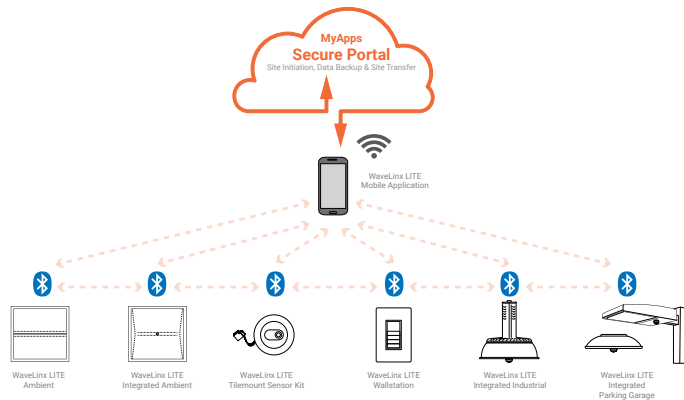 MyApps
Secure Portal
Site Initiation, Data Backup & Site Transfer
WaveLinx LITE
Mobile Application
WaveLinx LITE
Ambient
WaveLinx LITE
Integrated Ambient
WaveLinx LITE
Tilemount Sensor Kit
WaveLinx LITE
Wallstation
WaveLinx LITE
Integrated Industrial
WaveLinx LITE
Integrated
Parking Garage